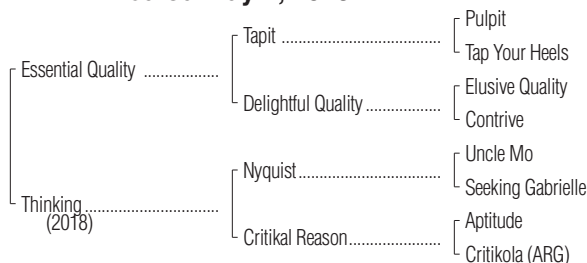 Pulpit
Tapit ........................................
Tap Your Heels
Essential Quality ...................
Elusive Quality
Delightful Quality ...................
Contrive
Uncle Mo
Nyquist ....................................
Seeking Gabrielle
Thinking ..................................
(2018)
Aptitude
Critikal Reason .......................
Critikola (ARG)